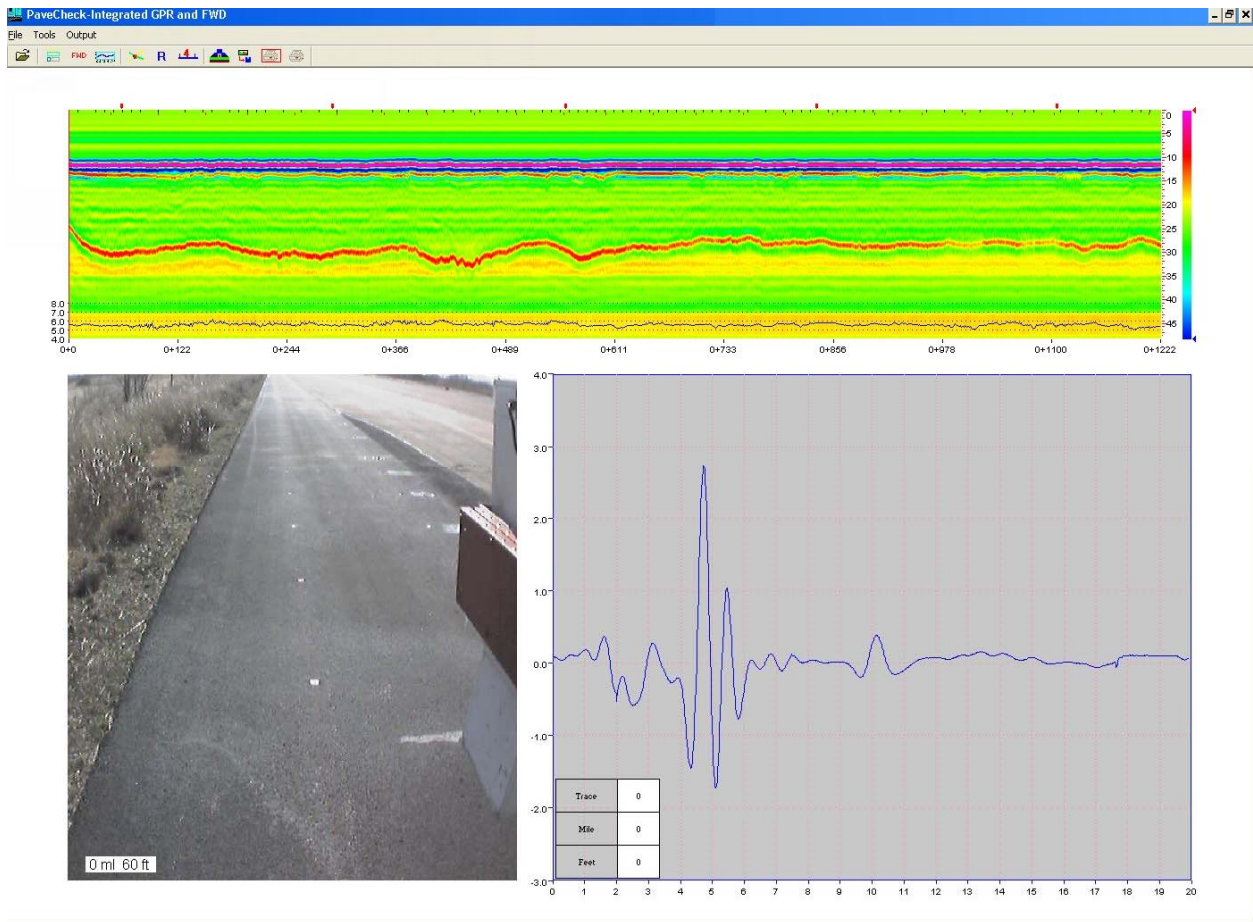 PaveCheck-Integrated GPR and FWD
File Tools Output
FWD R 4
0
-5
-10
-15
-20
-25
-30
-35
-40
-45
8.0
7.0
6.0
5.0
4.0
0+0 0+122 0+244 0+366 0+489 0+611 0+733 0+856 0+978 0+1100 0+1222
4.0
3.0
2.0
1.0
0.0
-1.0
-2.0
-3.0
Trace 0
Mile 0
Feet 0
0 1 2 3 4 5 6 7 8 9 10 11 12 13 14 15 16 17 18 19 20
0 ml 60 ft